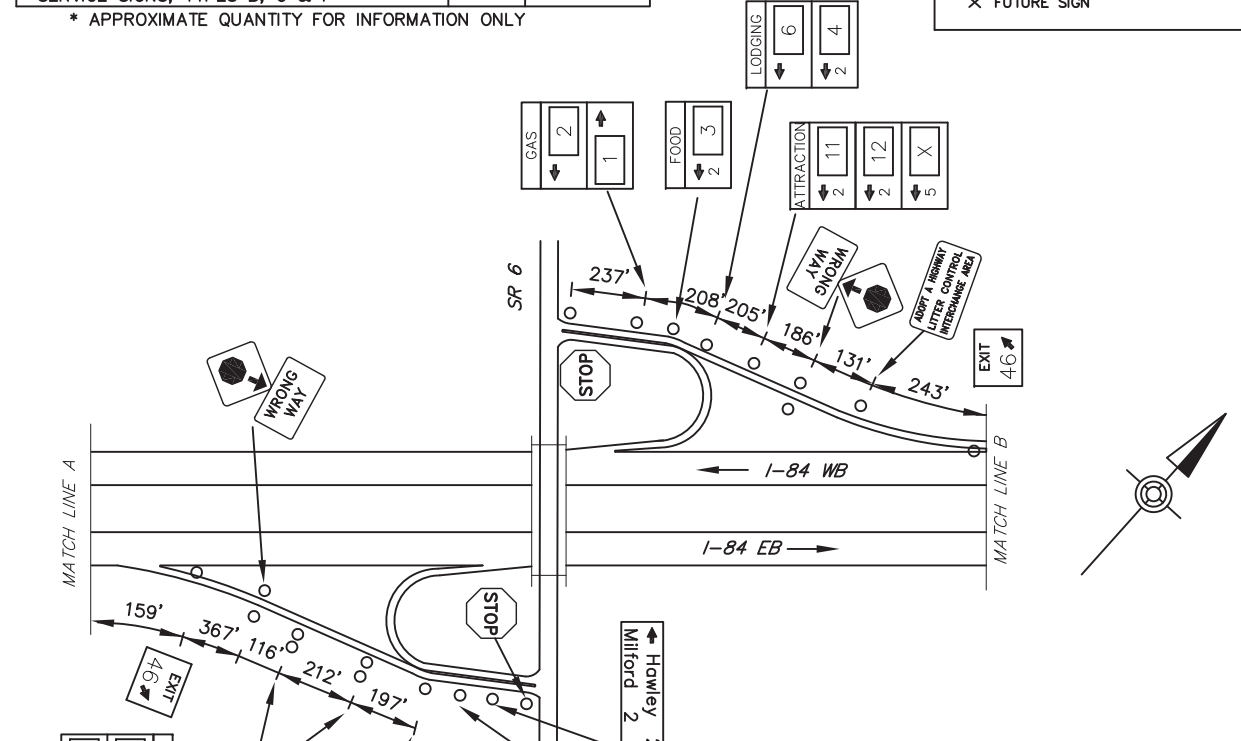 * APPROXIMATE QUANTITY FOR INFORMATION ONLY
X FUTURE SIGN
LODGING
6
4
2
GAS
2
1
FOOD
3
2
ATTRACTION
11
2
12
2
X
5
WRONG
WAY
ADOPT A HIGHWAY
LITTER CONTROL
INTERCHANGE AREA
EXIT
46
SR 6
237'
208'
205'
186'
131'
243'
STOP
WRONG
WAY
MATCH LINE A
I-84 WB
I-84 EB
MATCH LINE B
159'
367'
116'
212'
197'
EXIT
46
STOP
Hawley
Milford 2